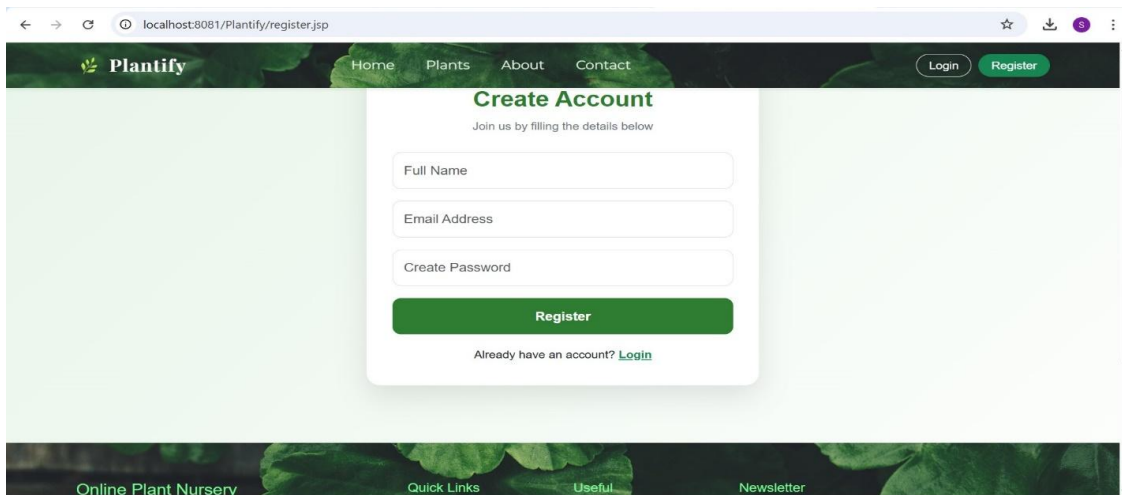 localhost:8081/Plantify/register.jsp
S
Plantify Home Plants About Contact Login Register
Create Account
Join us by filling the details below
Full Name
Email Address
Create Password
Register
Already have an account? Login
Online Plant Nursery Quick Links Useful Newsletter